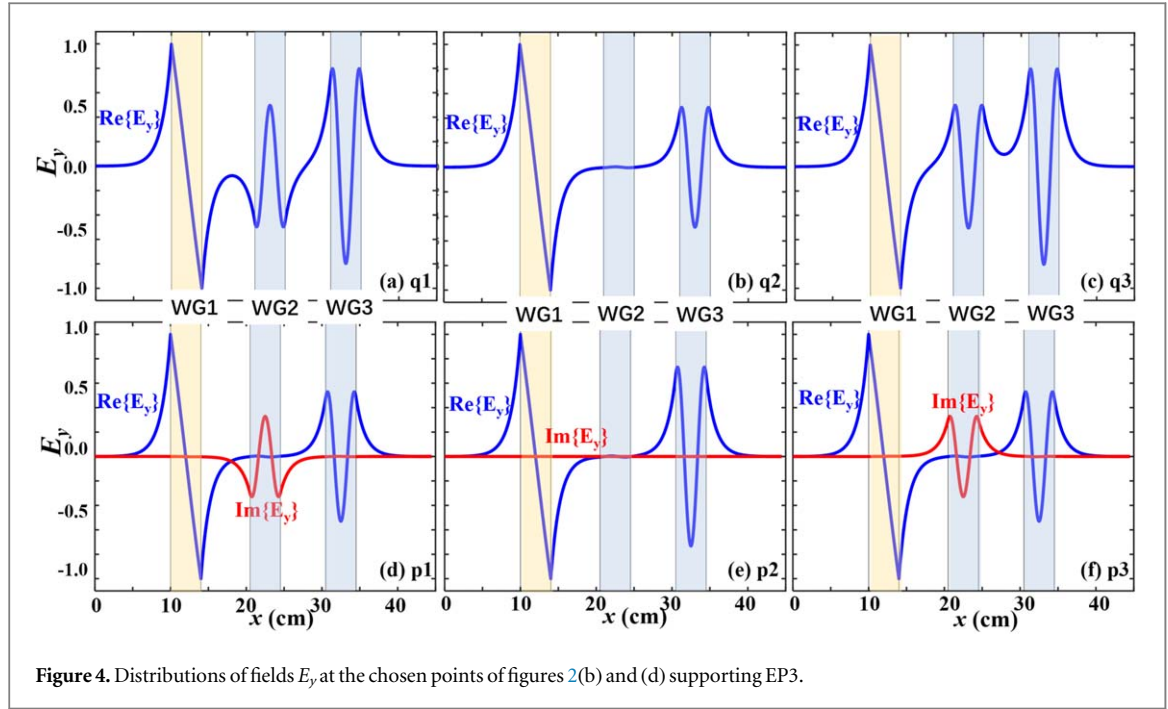 1.0
0.5
0.0
-0.5
-1.0
E_y
Re{E_y}
(a) q1
Re{E_y}
(b) q2
Re{E_y}
(c) q3
WG1 WG2 WG3
WG1 WG2 WG3
WG1 WG2 WG3
1.0
0.5
0.0
-0.5
-1.0
E_y
Re{E_y}
Im{E_y}
(d) p1
Re{E_y}
Im{E_y}
(e) p2
Re{E_y}
Im{E_y}
(f) p3
0 10 20 30 40
x (cm)
0 10 20 30 40
x (cm)
0 10 20 30 40
x (cm)
Figure 4. Distributions of fields E_y at the chosen points of figures 2(b) and (d) supporting EP3.